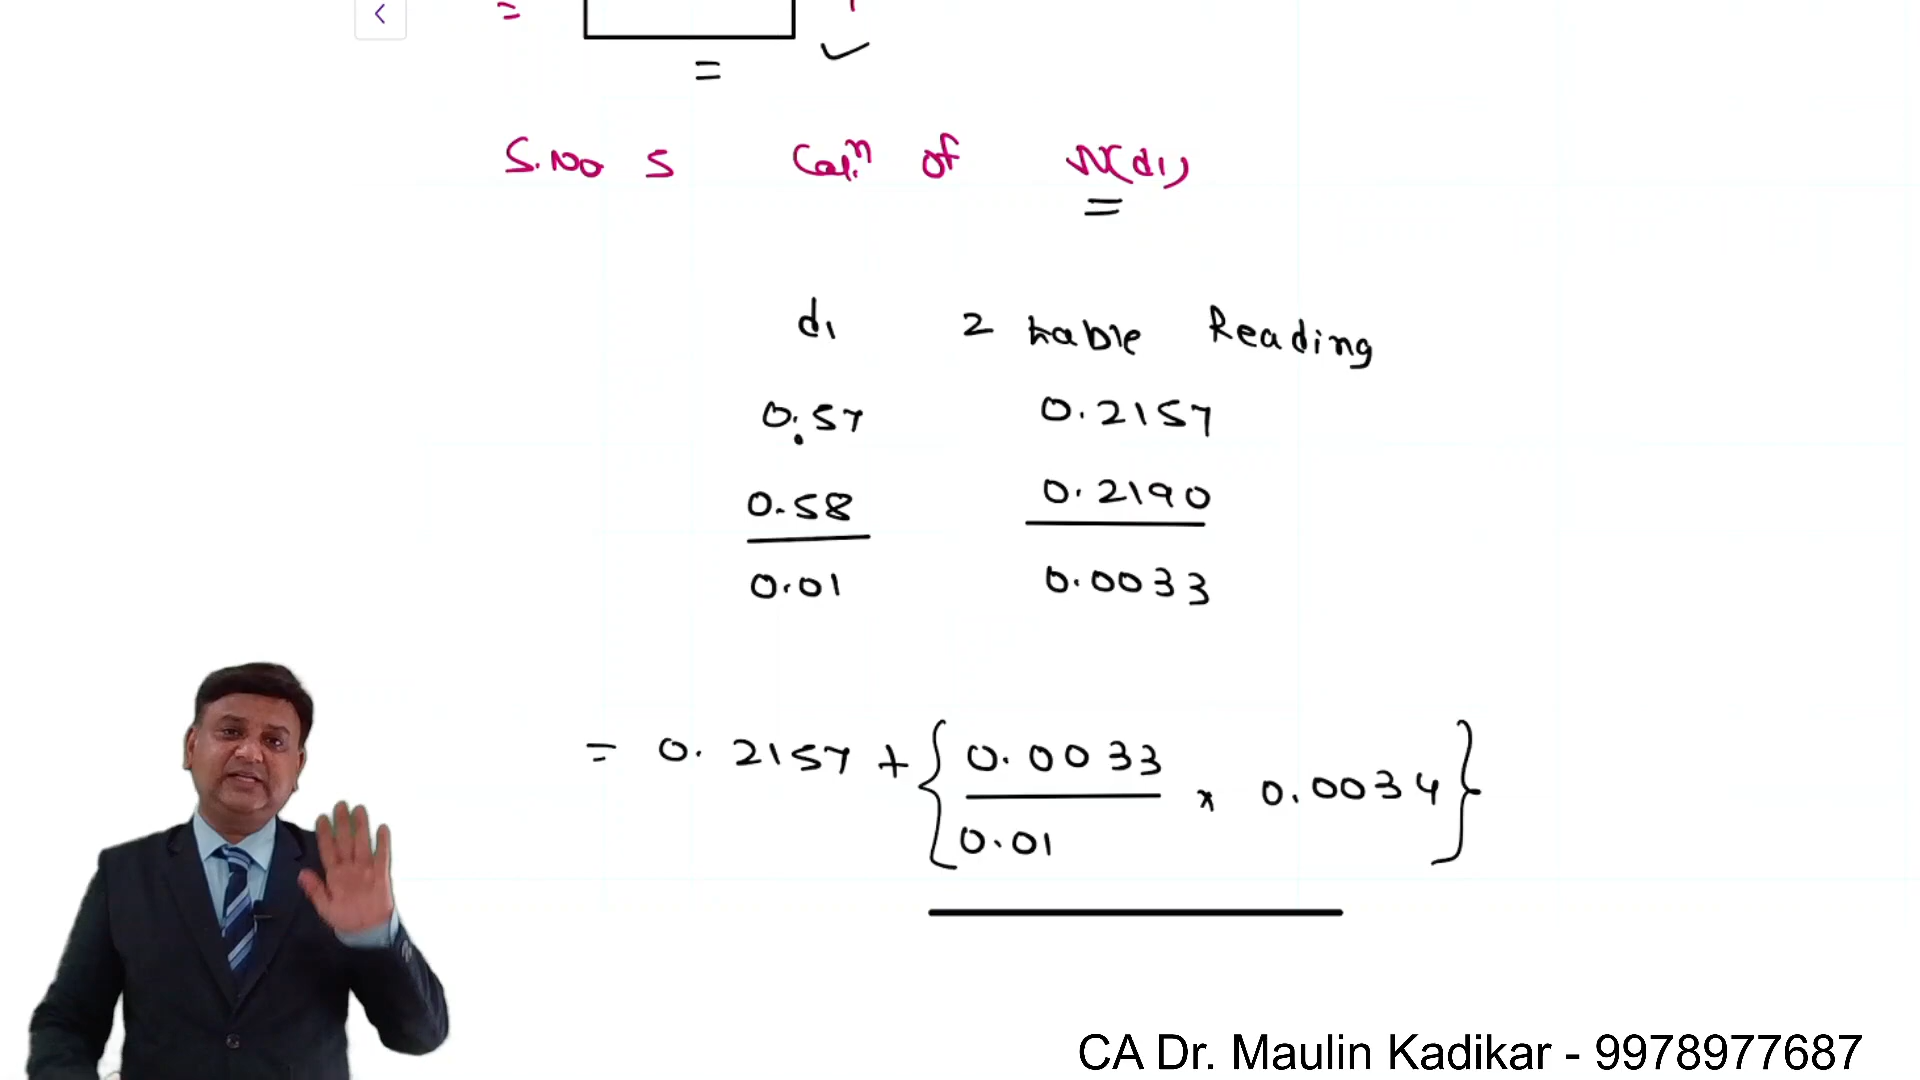 =
=
S.No 5 Calⁿ of N(d1)
=
d1 Z table Reading
0.57 0.2157
0.58 0.2190
0.01 0.0033
= 0.2157 + { 0.0033 / 0.01 × 0.0034 }
CA Dr. Maulin Kadikar - 9978977687